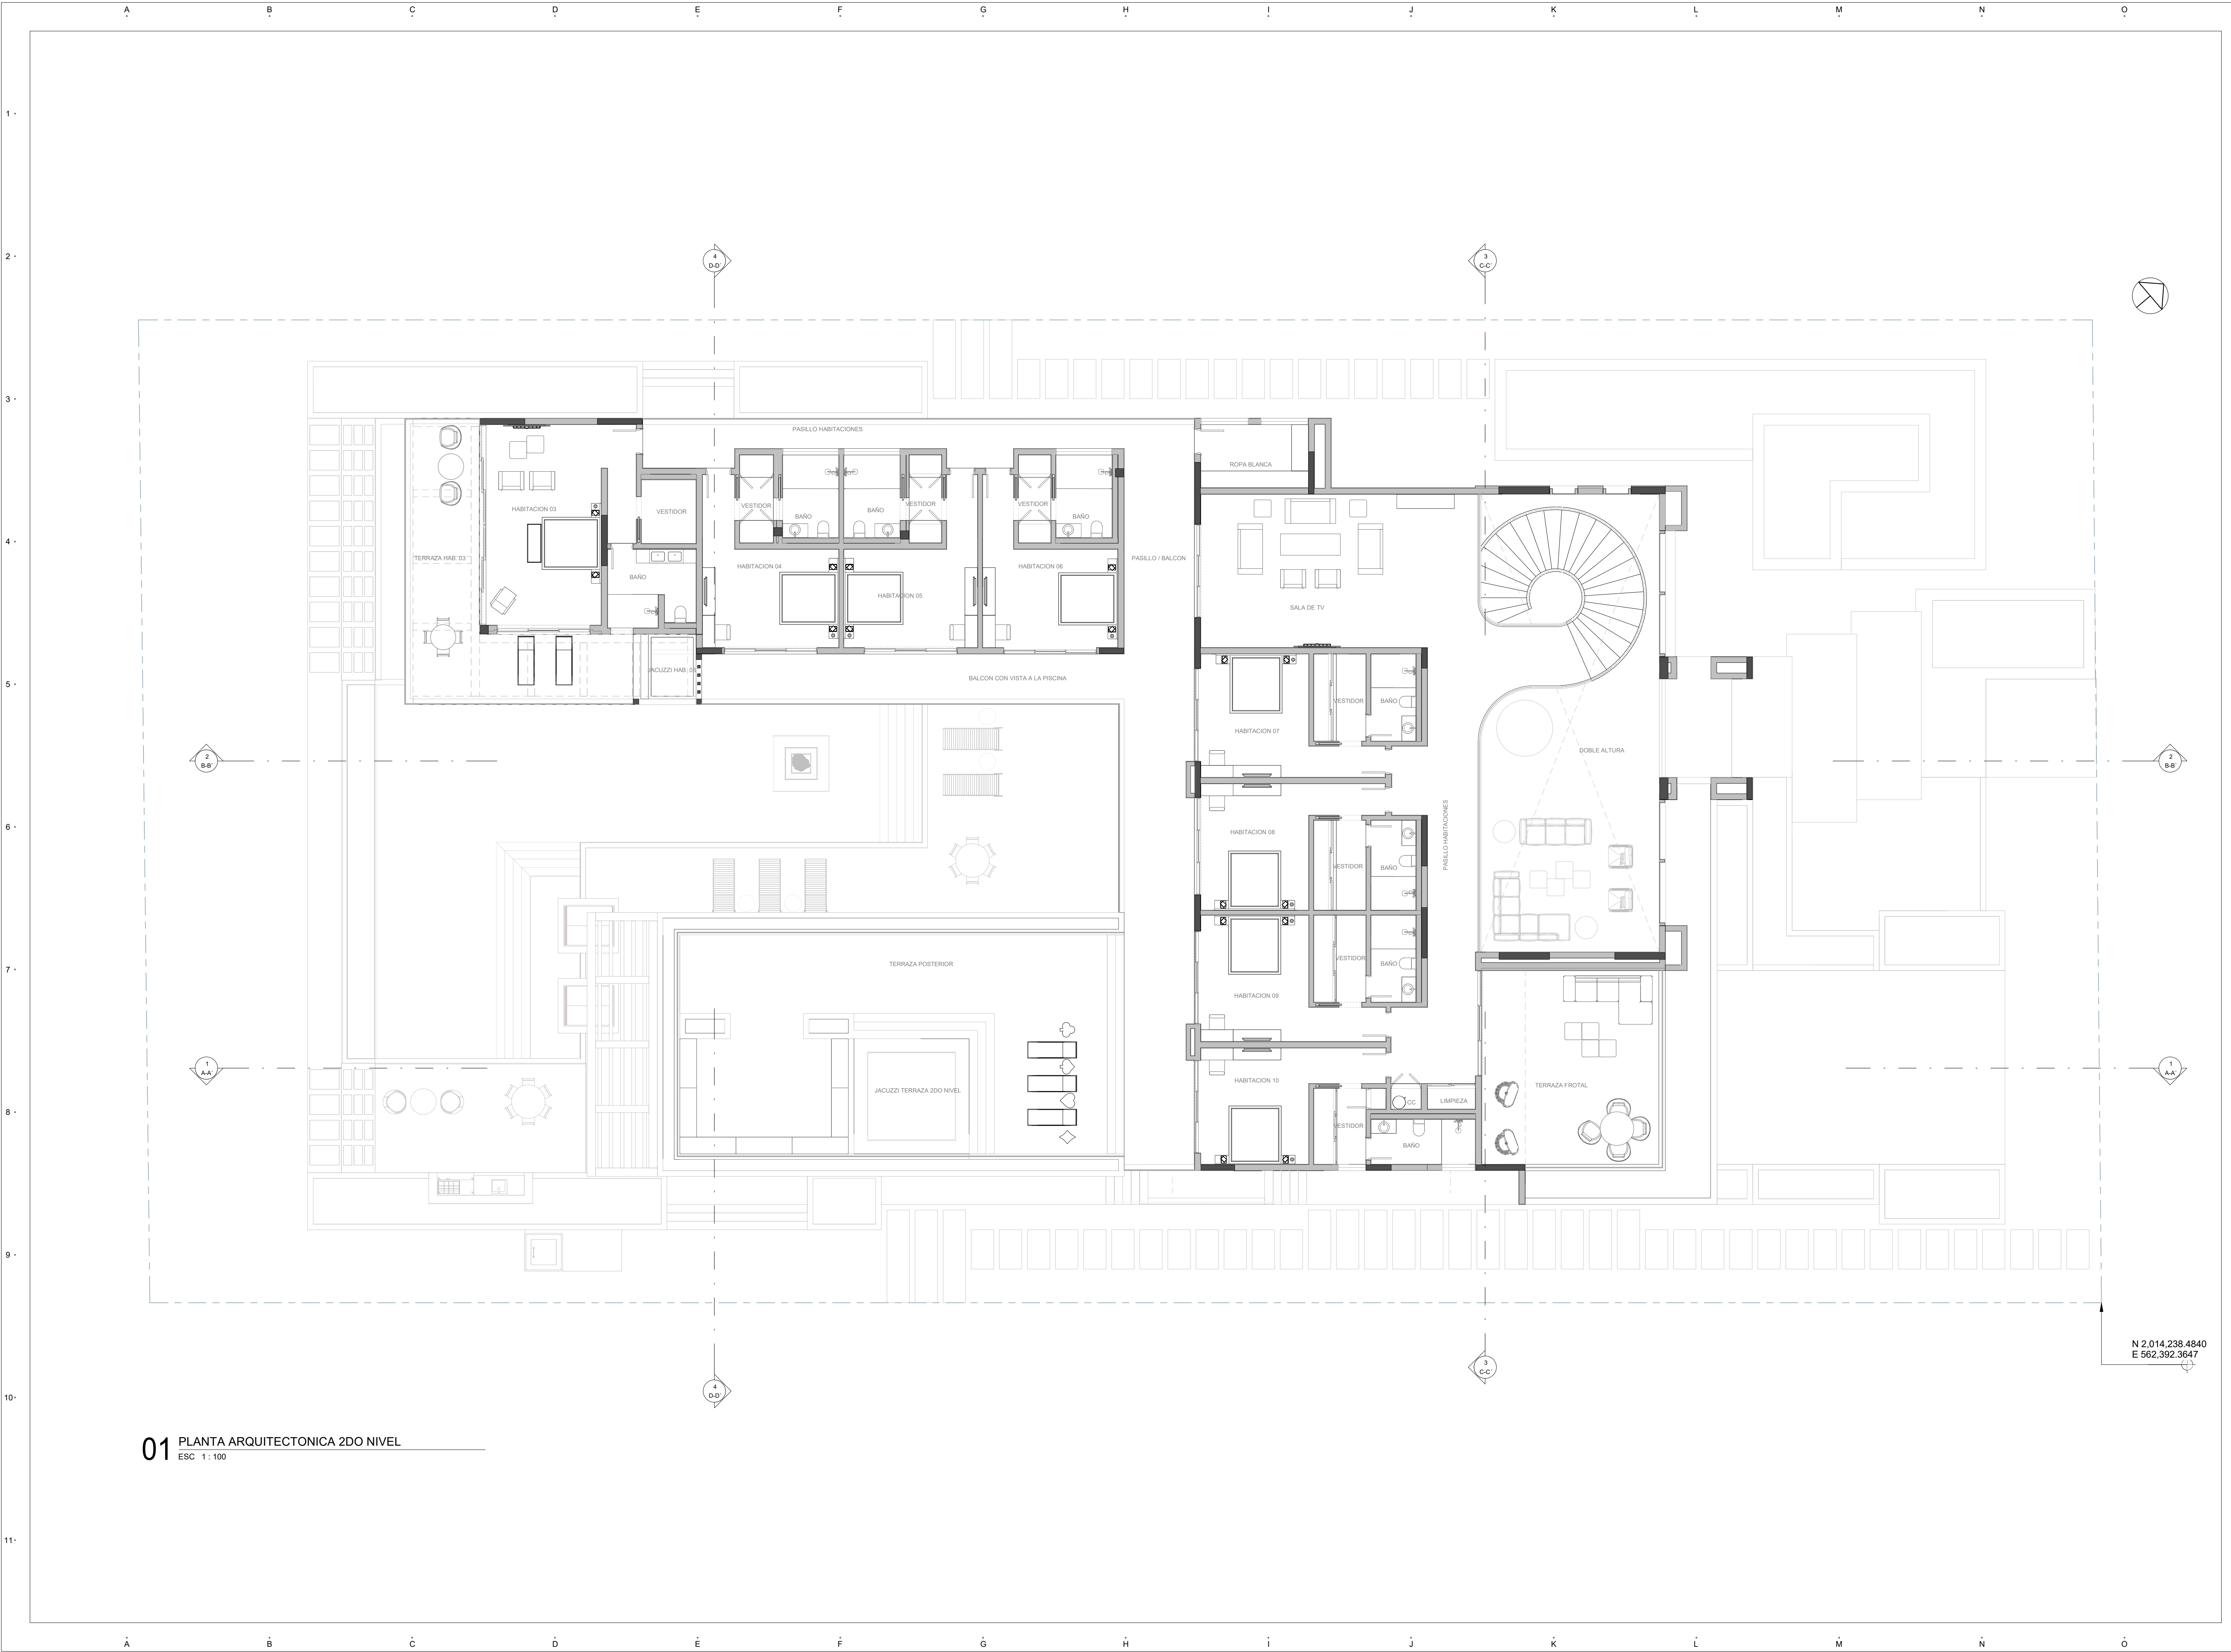 A B C D E F G H I J K L M N O
1
2
3
4
5
6
7
8
9
10
11
4
D-D´
3
C-C´
PASILLO HABITACIONES
ROPA BLANCA
HABITACION 03
VESTIDOR
VESTIDOR
BAÑO
BAÑO
VESTIDOR
VESTIDOR
BAÑO
TERRAZA HAB. 03
BAÑO
HABITACION 04
HABITACION 05
HABITACION 06
PASILLO / BALCON
SALA DE TV
JACUZZI HAB. 03
BALCON CON VISTA A LA PISCINA
VESTIDOR
BAÑO
HABITACION 07
DOBLE ALTURA
2
B-B´
2
B-B´
HABITACION 08
PASILLO HABITACIONES
VESTIDOR
BAÑO
TERRAZA POSTERIOR
VESTIDOR
BAÑO
HABITACION 09
1
A-A´
1
A-A´
JACUZZI TERRAZA 2DO NIVEL
HABITACION 10
TERRAZA FROTAL
CC
LIMPIEZA
VESTIDOR
BAÑO
N 2,014,238.4840
E 562,392.3647
4
D-D´
3
C-C´
01 PLANTA ARQUITECTONICA 2DO NIVEL
ESC 1 : 100
A B C D E F G H I J K L M N O